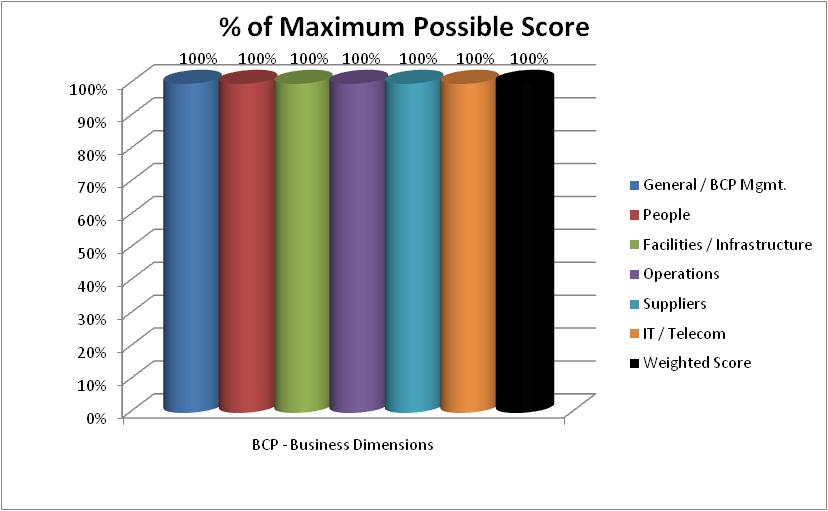 % of Maximum Possible Score
100% 100% 100% 100% 100% 100% 100%
100%
90%
80%
70%
60%
50%
40%
30%
20%
10%
0%
BCP - Business Dimensions
General / BCP Mgmt.
People
Facilities / Infrastructure
Operations
Suppliers
IT / Telecom
Weighted Score